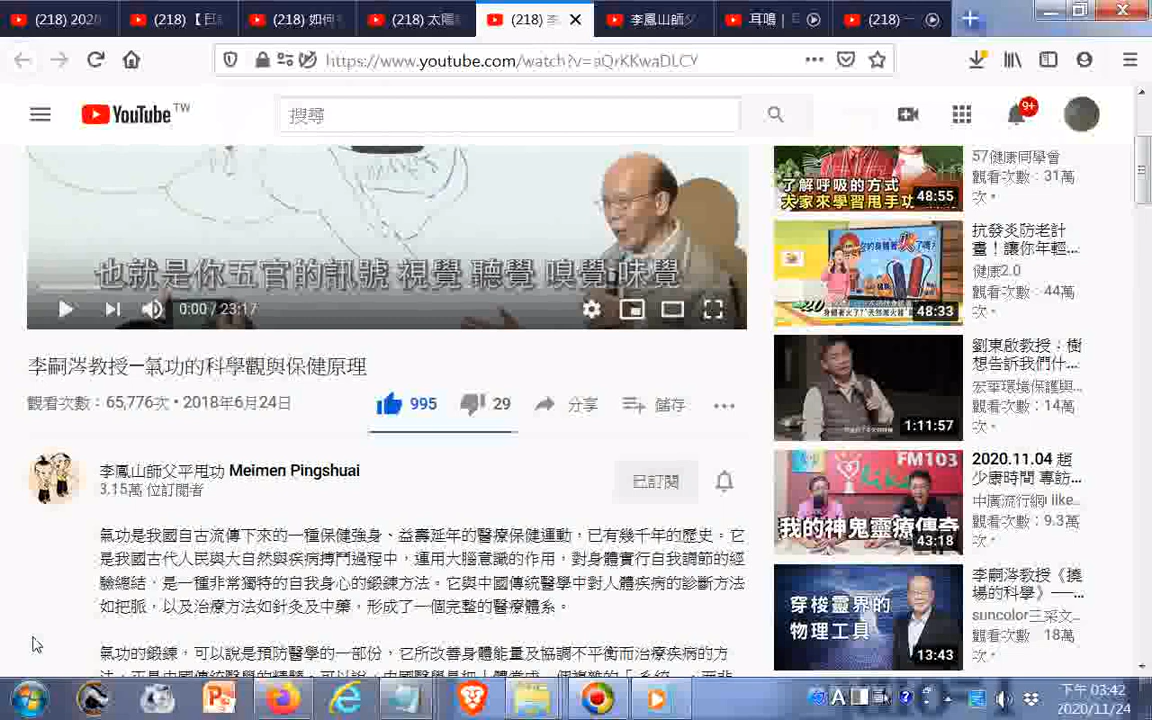 (218) 2020
(218)【
(218) 如何
(218) 太陽
(218) 李
李鳳山師父
耳鳴 |
(218) 一
https://www.youtube.com/watch?v=aQrKKwaDLCY
YouTube TW
搜尋
9+
也就是你五官的訊號 視覺 聽覺 嗅覺 味覺
0:00 / 23:17
李嗣涔教授—氣功的科學觀與保健原理
觀看次數：65,776次 • 2018年6月24日
995
29
分享
儲存
李鳳山師父平甩功 Meimen Pingshuai
3.15萬 位訂閱者
已訂閱
氣功是我國自古流傳下來的一種保健強身、益壽延年的醫療保健運動，已有幾千年的歷史。它
是我國古代人民與大自然與疾病搏鬥過程中，運用大腦意識的作用，對身體實行自我調節的經
驗總結，是一種非常獨特的自我身心的鍛鍊方法。它與中國傳統醫學中對人體疾病的診斷方法
如把脈，以及治療方法如針灸及中藥，形成了一個完整的醫療體系。
氣功的鍛鍊，可以說是預防醫學的一部份，它所改善身體能量及協調不平衡而治療疾病的方
了解呼吸的方式
大家來學習甩手功
48:55
57健康同學會
觀看次數：31萬
次 •
48:33
抗發炎防老計
畫！讓你年輕...
健康2.0
觀看次數：44萬
次 •
1:11:57
劉東啟教授：樹
想告訴我們什...
宏華環境保護與...
觀看次數：14萬
次 •
FM103
like
我的神鬼靈療傳奇
43:18
2020.11.04 趙
少康時間 專訪...
中廣流行網I like...
觀看次數：9.3萬
次 •
穿梭靈界的
物理工具
13:43
李嗣涔教授《撓
場的科學》——...
suncolor三采文...
觀看次數 18萬
次 •
下午 03:42
2020/11/24